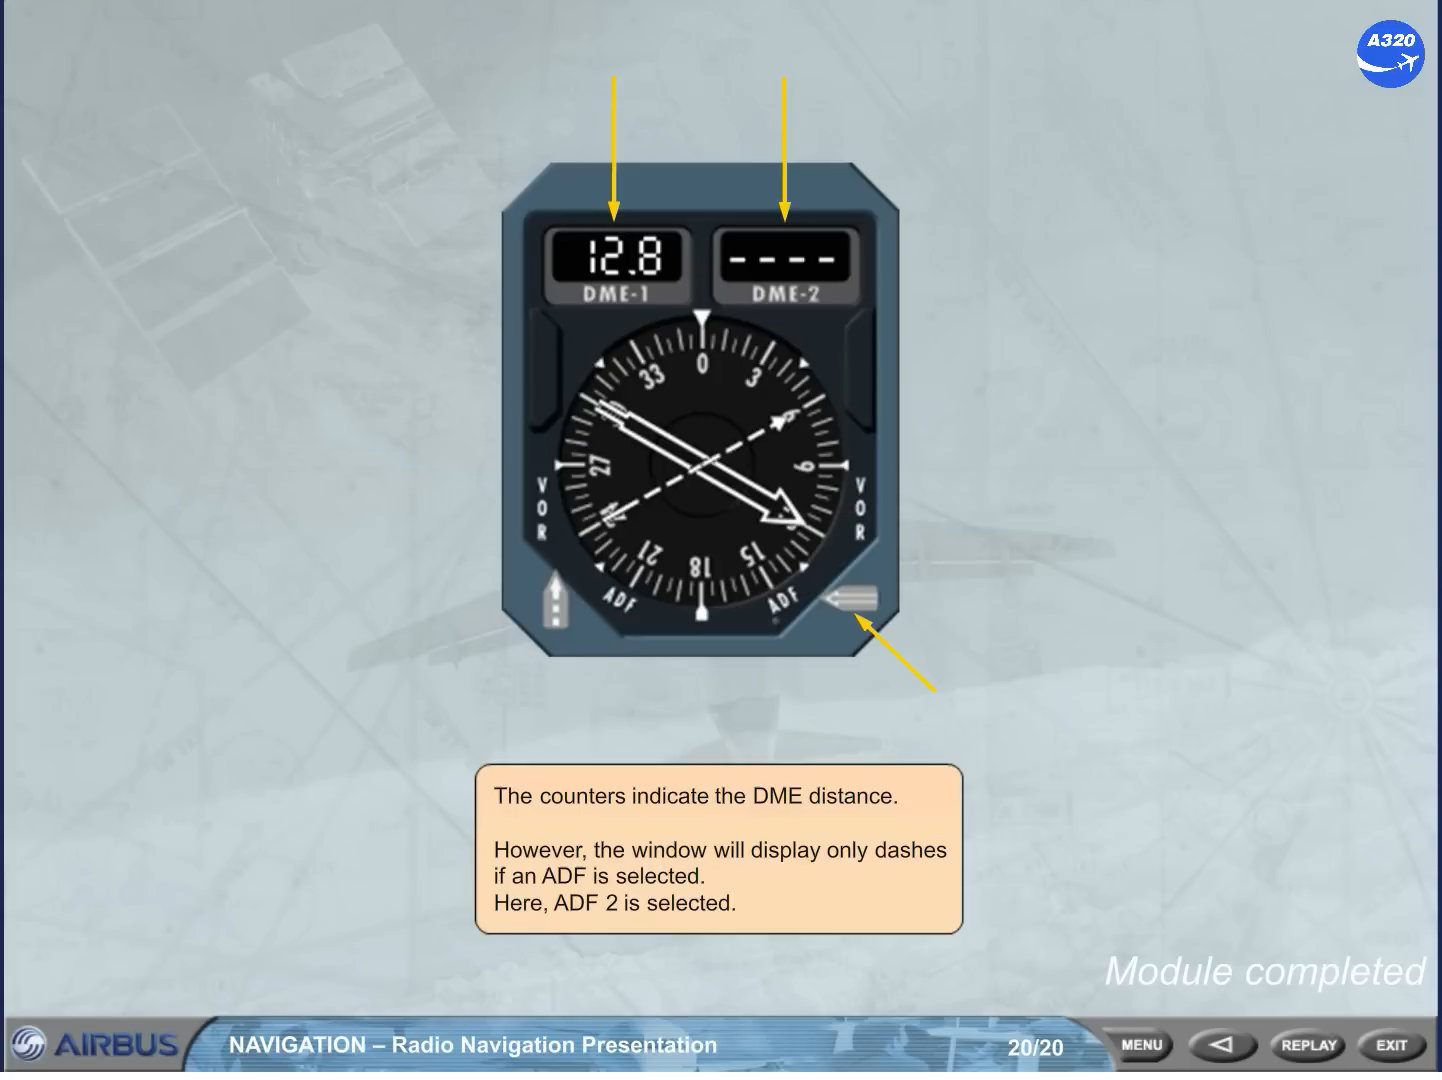 A320
12.8
----
DME-1
DME-2
0
33
3
27
9
21
15
18
VOR
VOR
ADF
ADF
The counters indicate the DME distance.
However, the window will display only dashes
if an ADF is selected.
Here, ADF 2 is selected.
Module completed
AIRBUS
NAVIGATION – Radio Navigation Presentation
20/20
MENU
REPLAY
EXIT